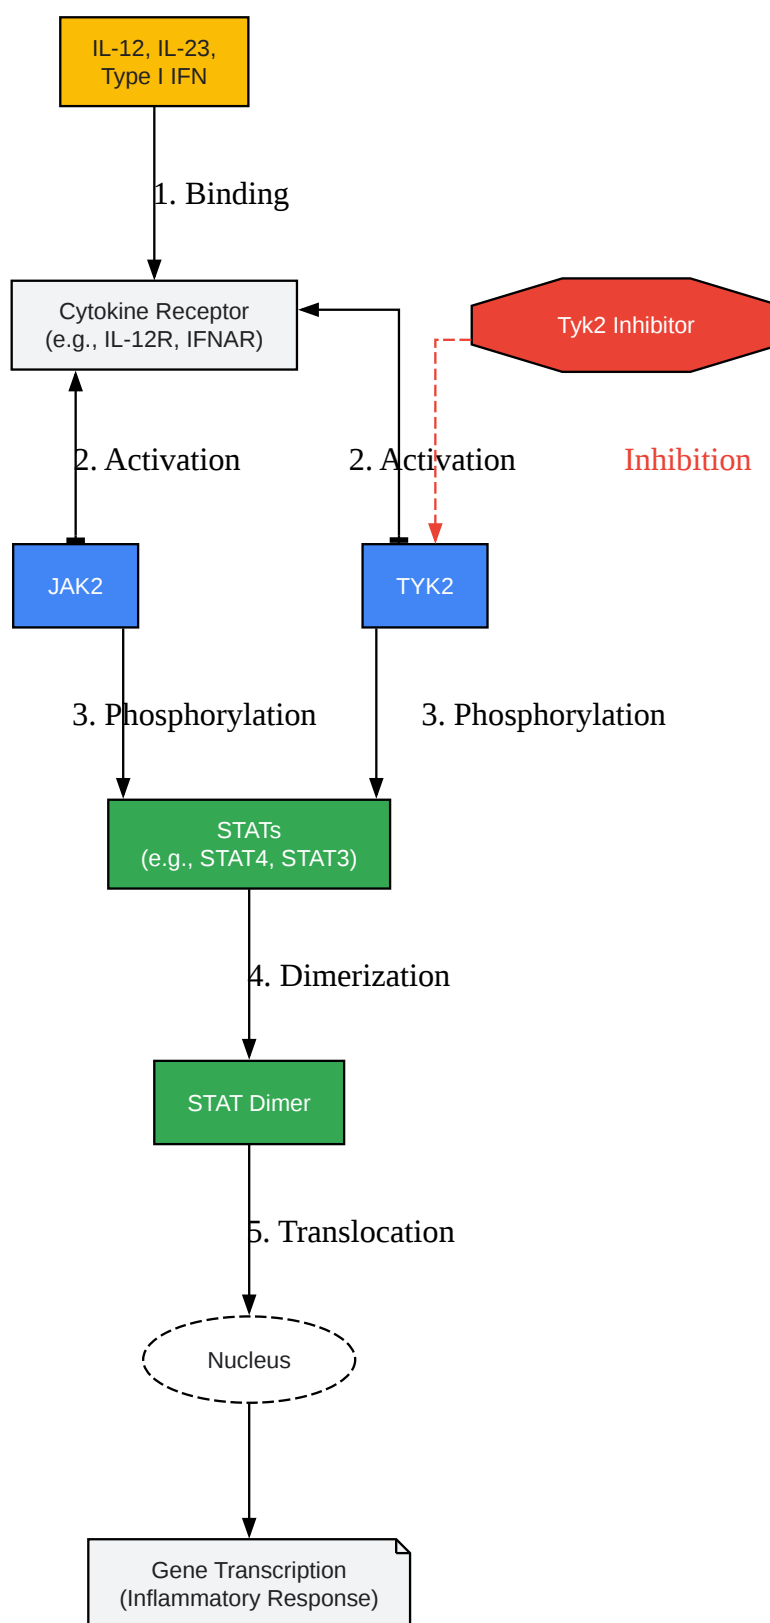 IL-12, IL-23,
Type I IFN
1. Binding
Cytokine Receptor
(e.g., IL-12R, IFNAR)
Tyk2 Inhibitor
2. Activation
2. Activation
Inhibition
JAK2
TYK2
3. Phosphorylation
3. Phosphorylation
STATs
(e.g., STAT4, STAT3)
4. Dimerization
STAT Dimer
5. Translocation
Nucleus
Gene Transcription
(Inflammatory Response)